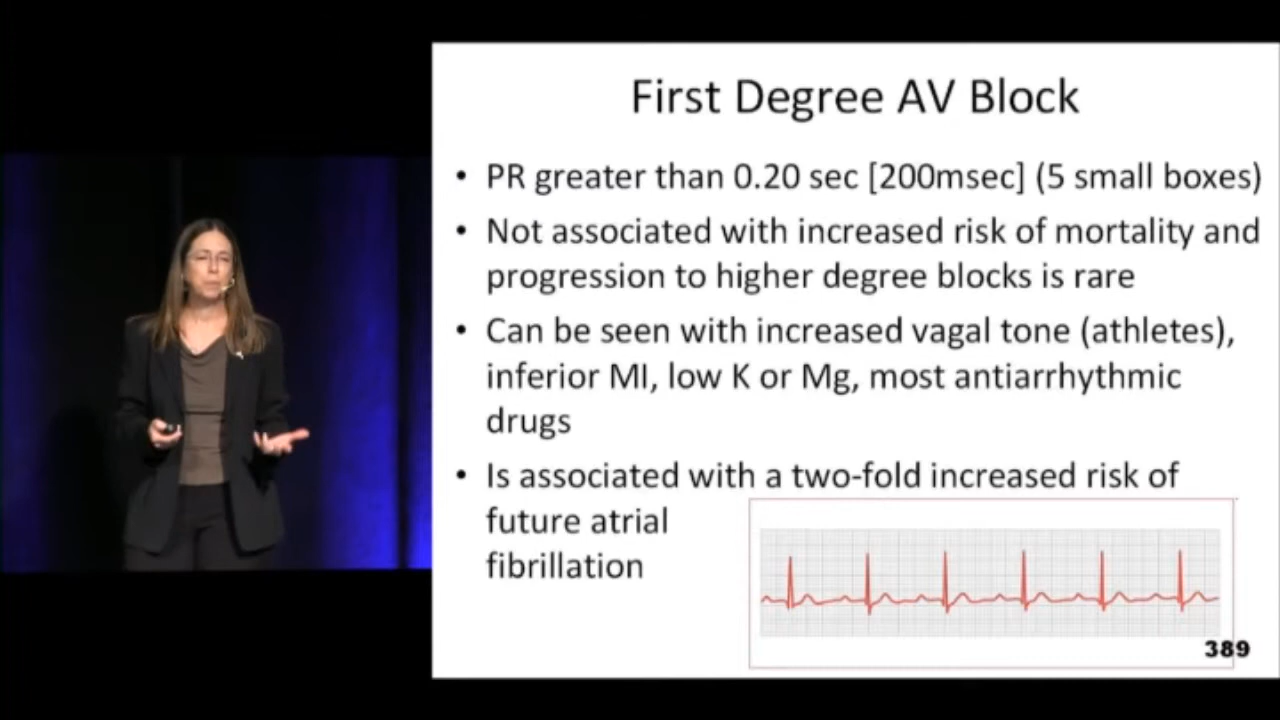 First Degree AV Block
• PR greater than 0.20 sec [200msec] (5 small boxes)
• Not associated with increased risk of mortality and
progression to higher degree blocks is rare
• Can be seen with increased vagal tone (athletes),
inferior MI, low K or Mg, most antiarrhythmic
drugs
• Is associated with a two-fold increased risk of
future atrial
fibrillation
389